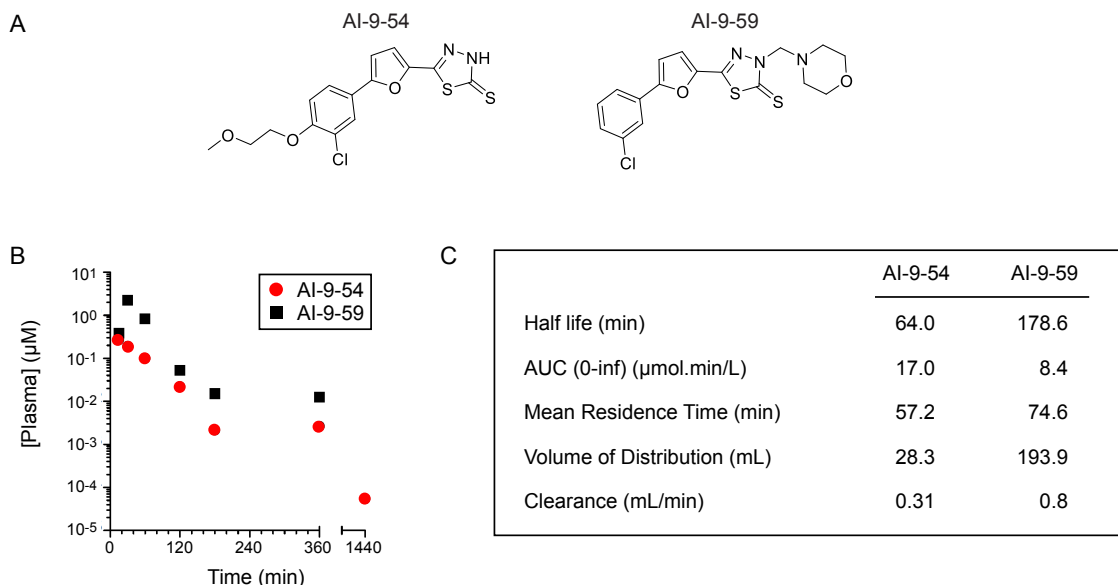 A
AI-9-54
AI-9-59
N
NH
S
S
O
O
O
Cl
N
N
N
O
S
S
O
Cl
B
[Plasma] (µM)
10¹
10⁰
10⁻¹
10⁻²
10⁻³
10⁻⁴
10⁻⁵
0
120
240
360
1440
Time (min)
AI-9-54
AI-9-59
C
AI-9-54 AI-9-59
Half life (min) 64.0 178.6
AUC (0-inf) (µmol.min/L) 17.0 8.4
Mean Residence Time (min) 57.2 74.6
Volume of Distribution (mL) 28.3 193.9
Clearance (mL/min) 0.31 0.8